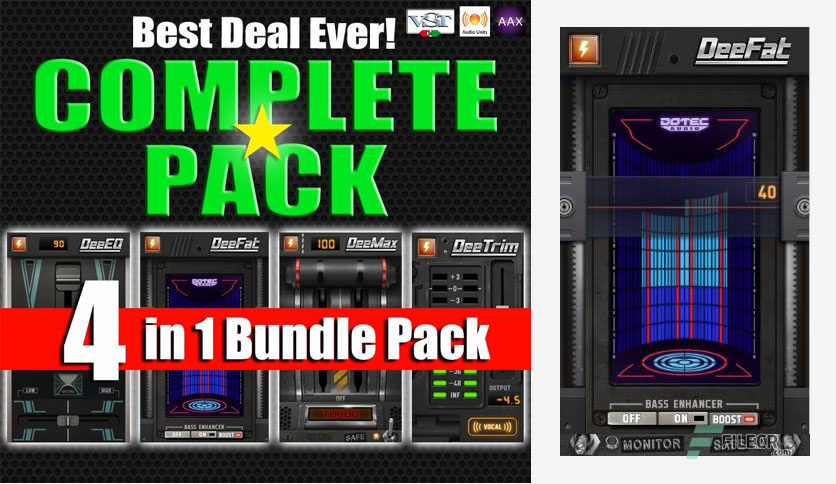 Best Deal Ever!
VST
Audio Units
AAX
COMPLETE
PACK
90
DeeEQ
DeeFat
100
DeeMax
DeeTrim
DOTEC
AUDIO
+3
-0-
-3
4 in 1 Bundle Pack
-36
-48
INF
LOW
HIGH
OFF
TURBO
OUTPUT
-4.5
BASS ENHANCER
OFF
ON
BOOST
SAFE
VOCAL
DeeFat
DOTEC
AUDIO
40
BASS ENHANCER
OFF
ON
BOOST
MONITOR
FILECR
.com